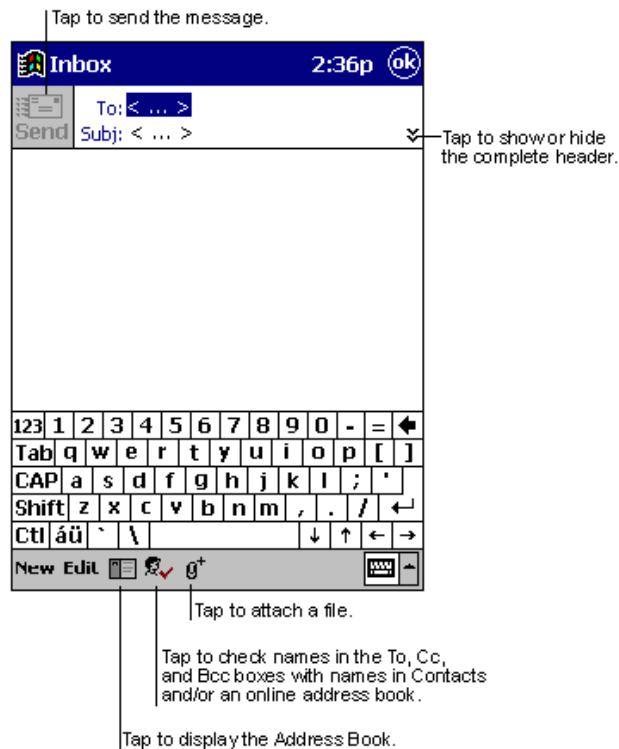 Tap to send the message.
Inbox 2:36p ok
To: < ... >
Send Subj: < ... >
Tap to show or hide
the complete header.
123 1 2 3 4 5 6 7 8 9 0 - =
Tab q w e r t y u i o p [ ]
CAP a s d f g h j k l ; '
Shift z x c v b n m , . /
Ctl áü ` \ ↓ ↑ ← →
New Edit
Tap to attach a file.
Tap to check names in the To, Cc,
and Bcc boxes with names in Contacts
and/or an online address book.
Tap to display the Address Book.